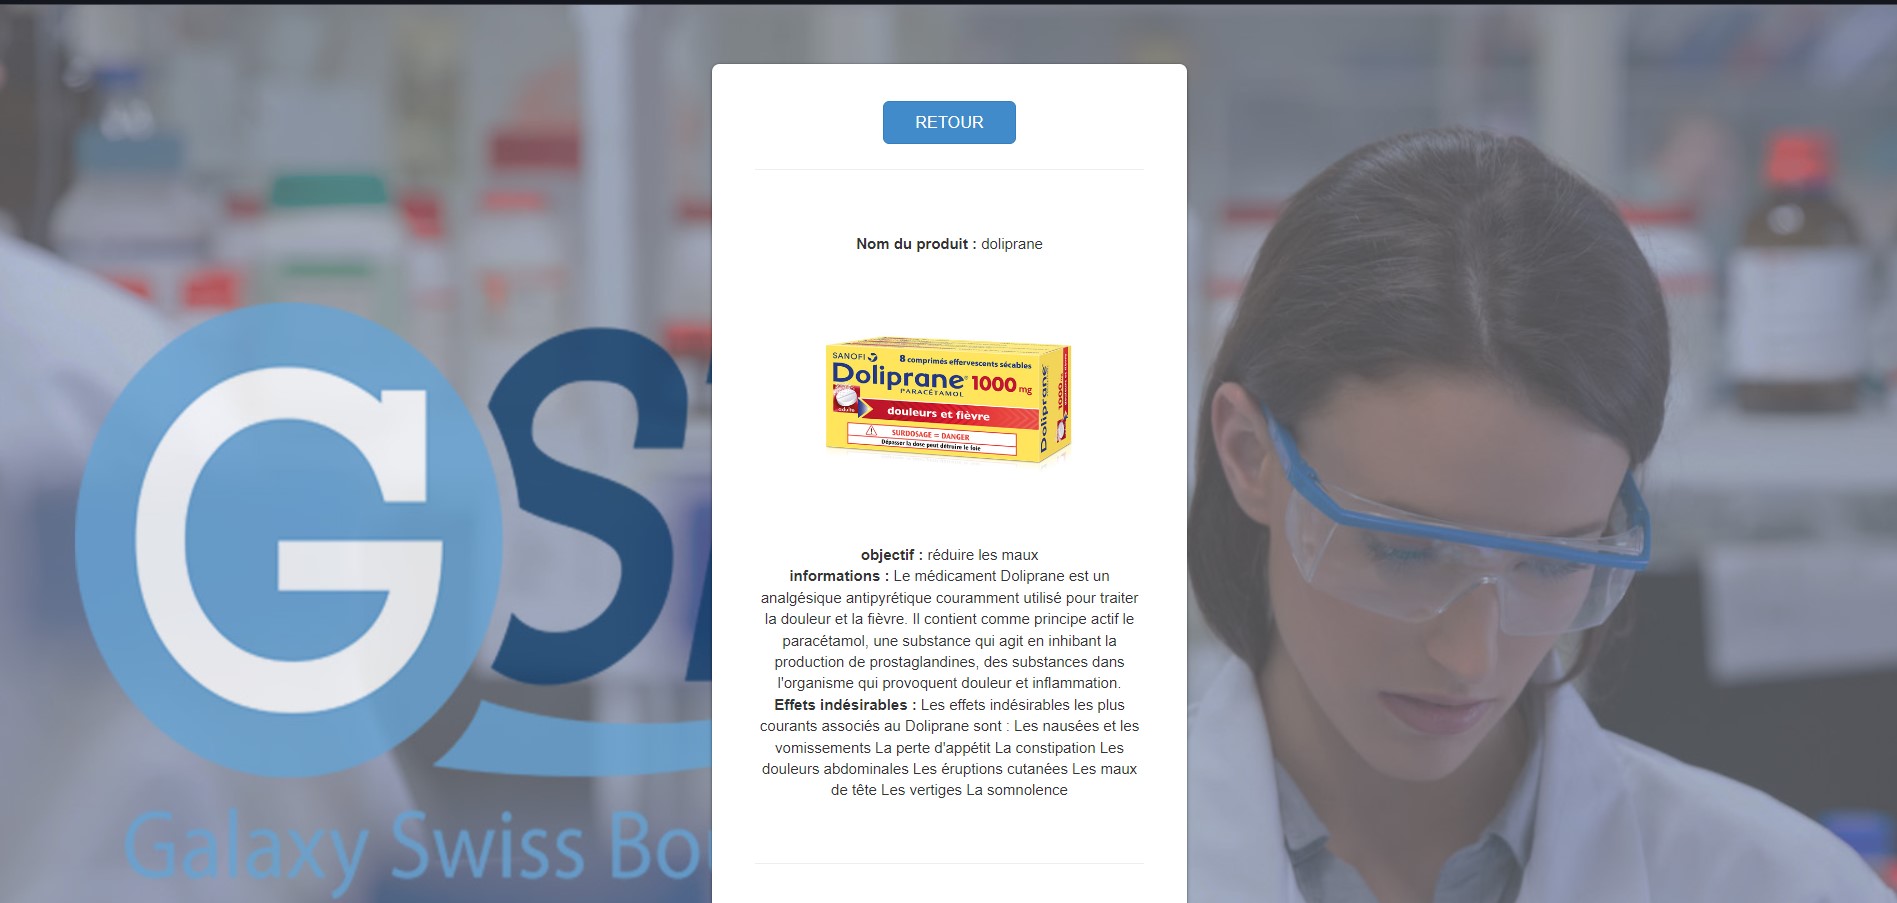 RETOUR
Nom du produit : doliprane
SANOFI
8 comprimés effervescents sécables
Doliprane 1000 mg
PARACÉTAMOL
adulte
douleurs et fièvre
SURDOSAGE = DANGER
Dépasser la dose peut détruire le foie
Doliprane
1000 mg
objectif : réduire les maux
informations : Le médicament Doliprane est un
analgésique antipyrétique couramment utilisé pour traiter
la douleur et la fièvre. Il contient comme principe actif le
paracétamol, une substance qui agit en inhibant la
production de prostaglandines, des substances dans
l'organisme qui provoquent douleur et inflammation.
Effets indésirables : Les effets indésirables les plus
courants associés au Doliprane sont : Les nausées et les
vomissements La perte d'appétit La constipation Les
douleurs abdominales Les éruptions cutanées Les maux
de tête Les vertiges La somnolence
GS
Galaxy Swiss Bo